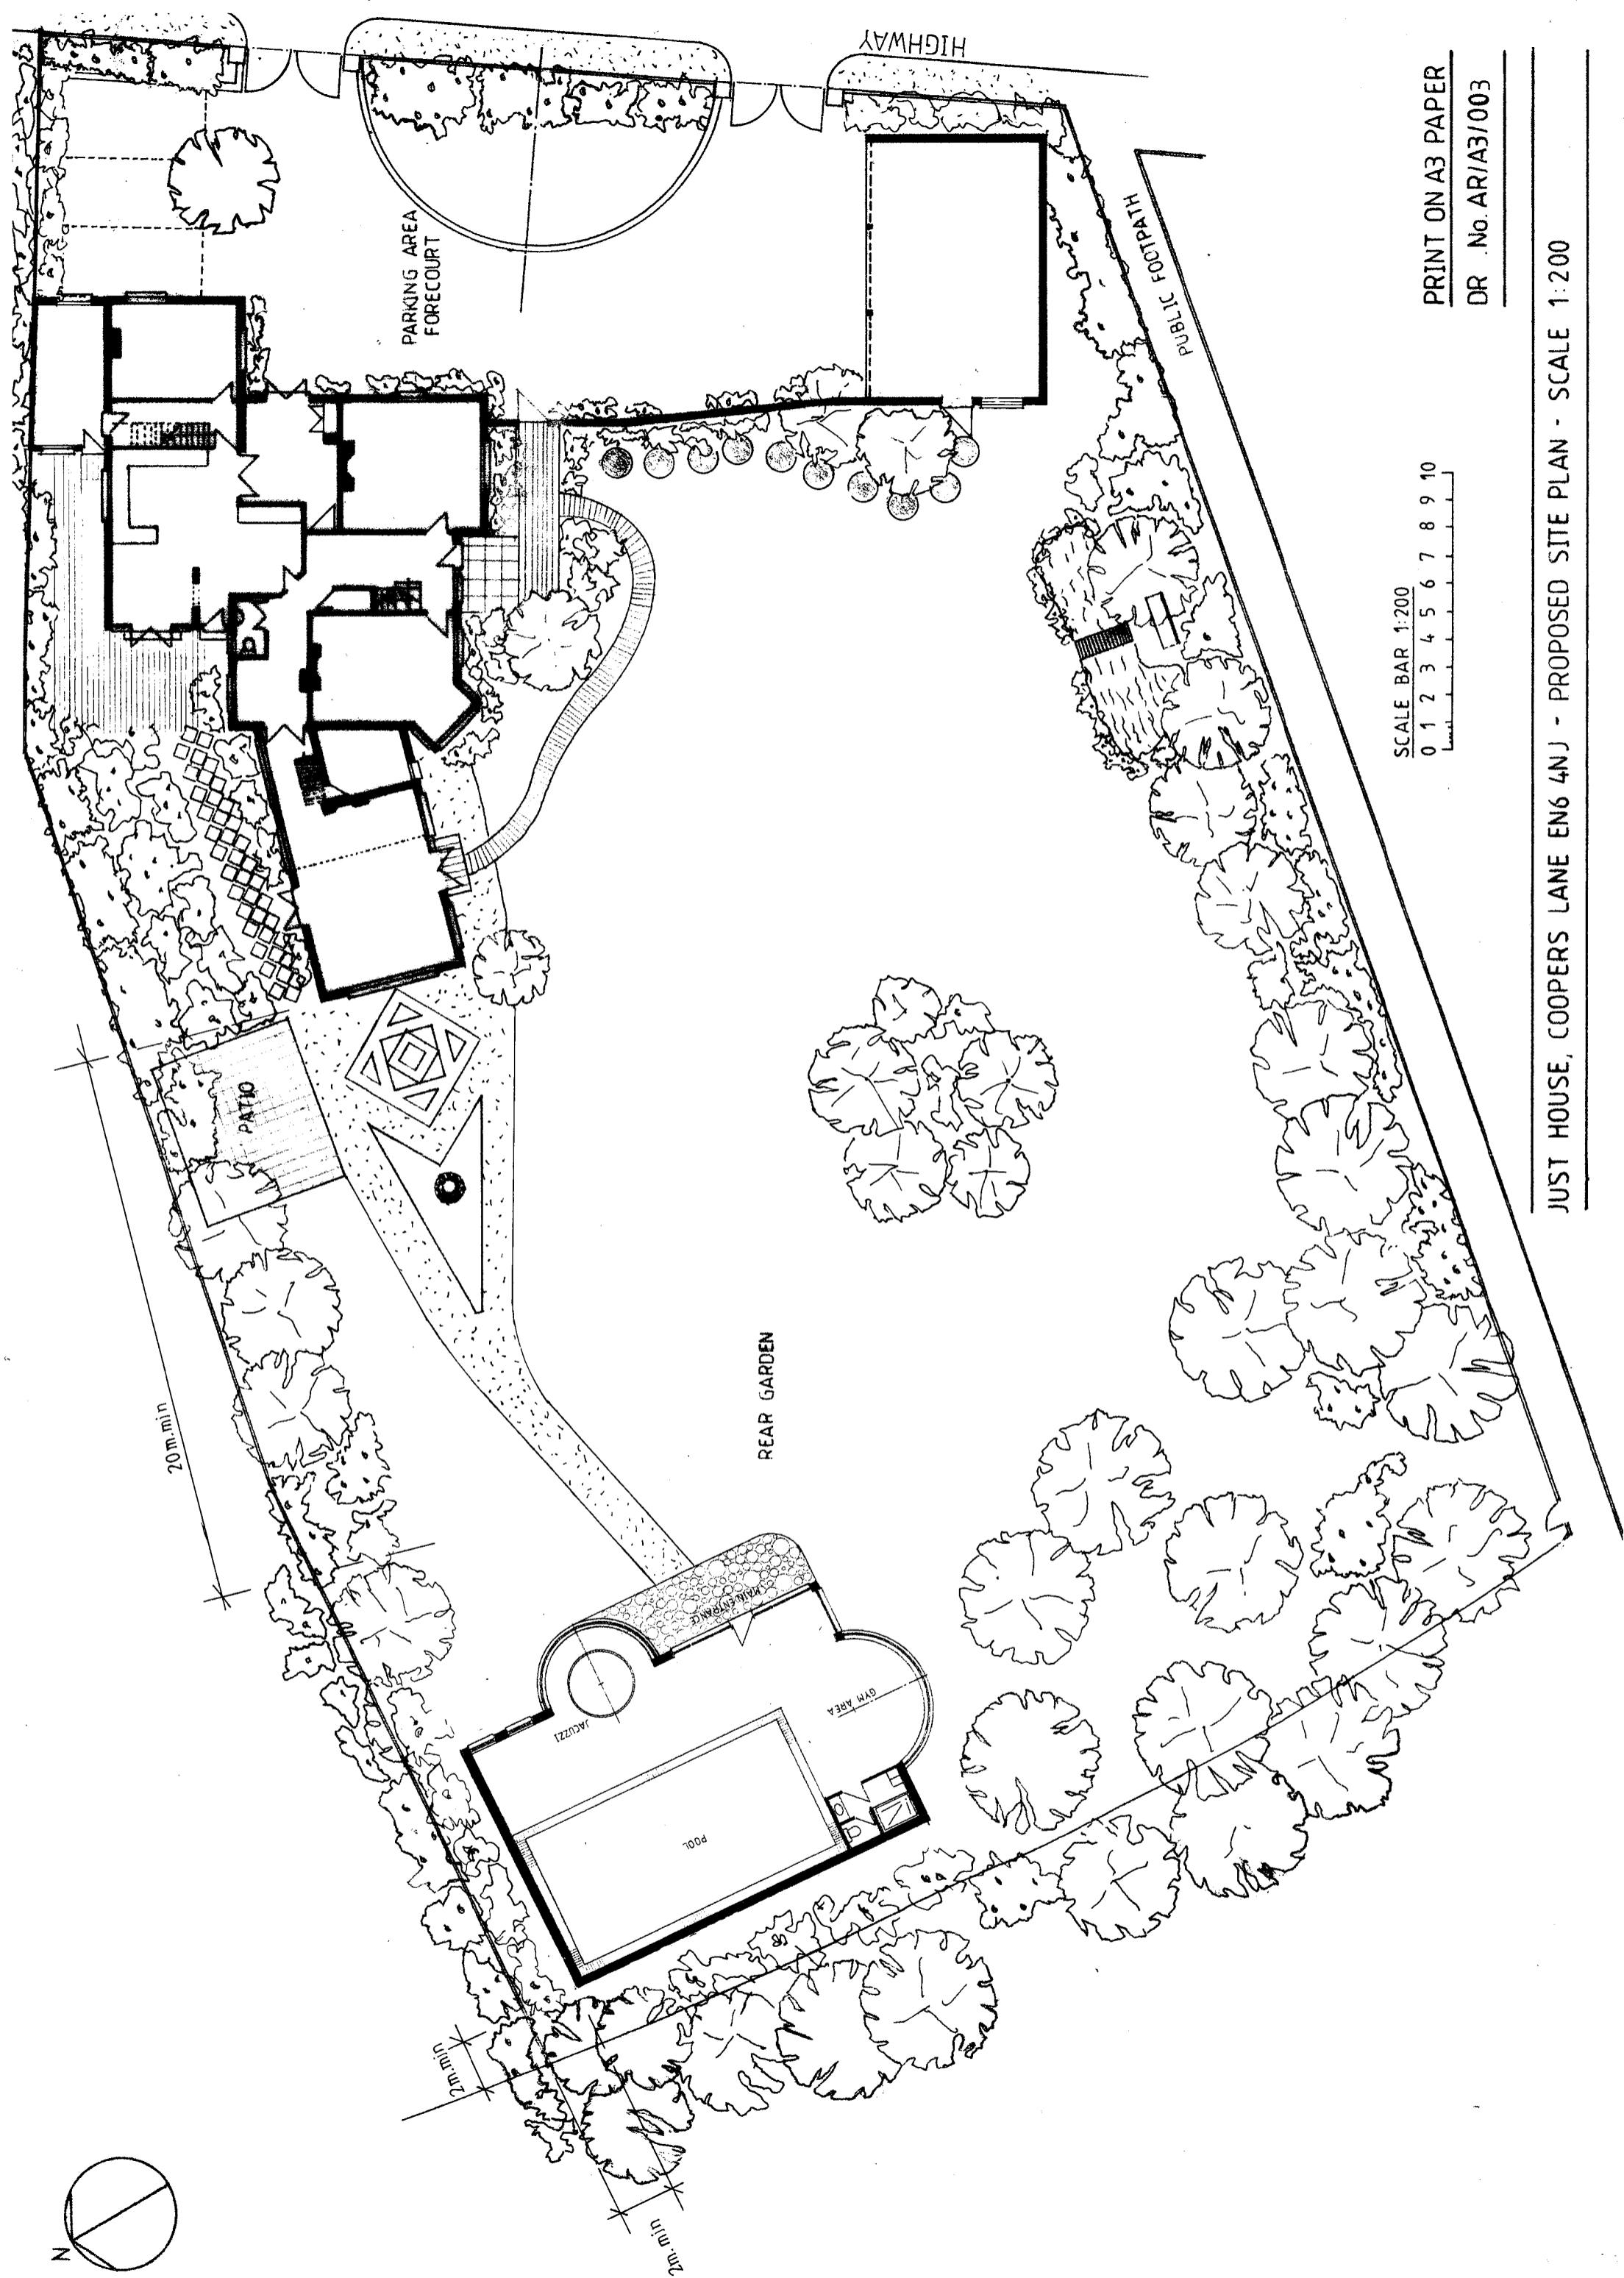 HIGHWAY
PARKING AREA
FORECOURT
PUBLIC FOOTPATH
PATIO
20m.min
REAR GARDEN
MAIN ENTRANCE
JACUZZI
GYM AREA
POOL
2m.min
2m.min
N
SCALE BAR 1:200
0 1 2 3 4 5 6 7 8 9 10
PRINT ON A3 PAPER
DR .No. AR/A3/003
JUST HOUSE, COOPERS LANE EN6 4NJ - PROPOSED SITE PLAN - SCALE 1:200